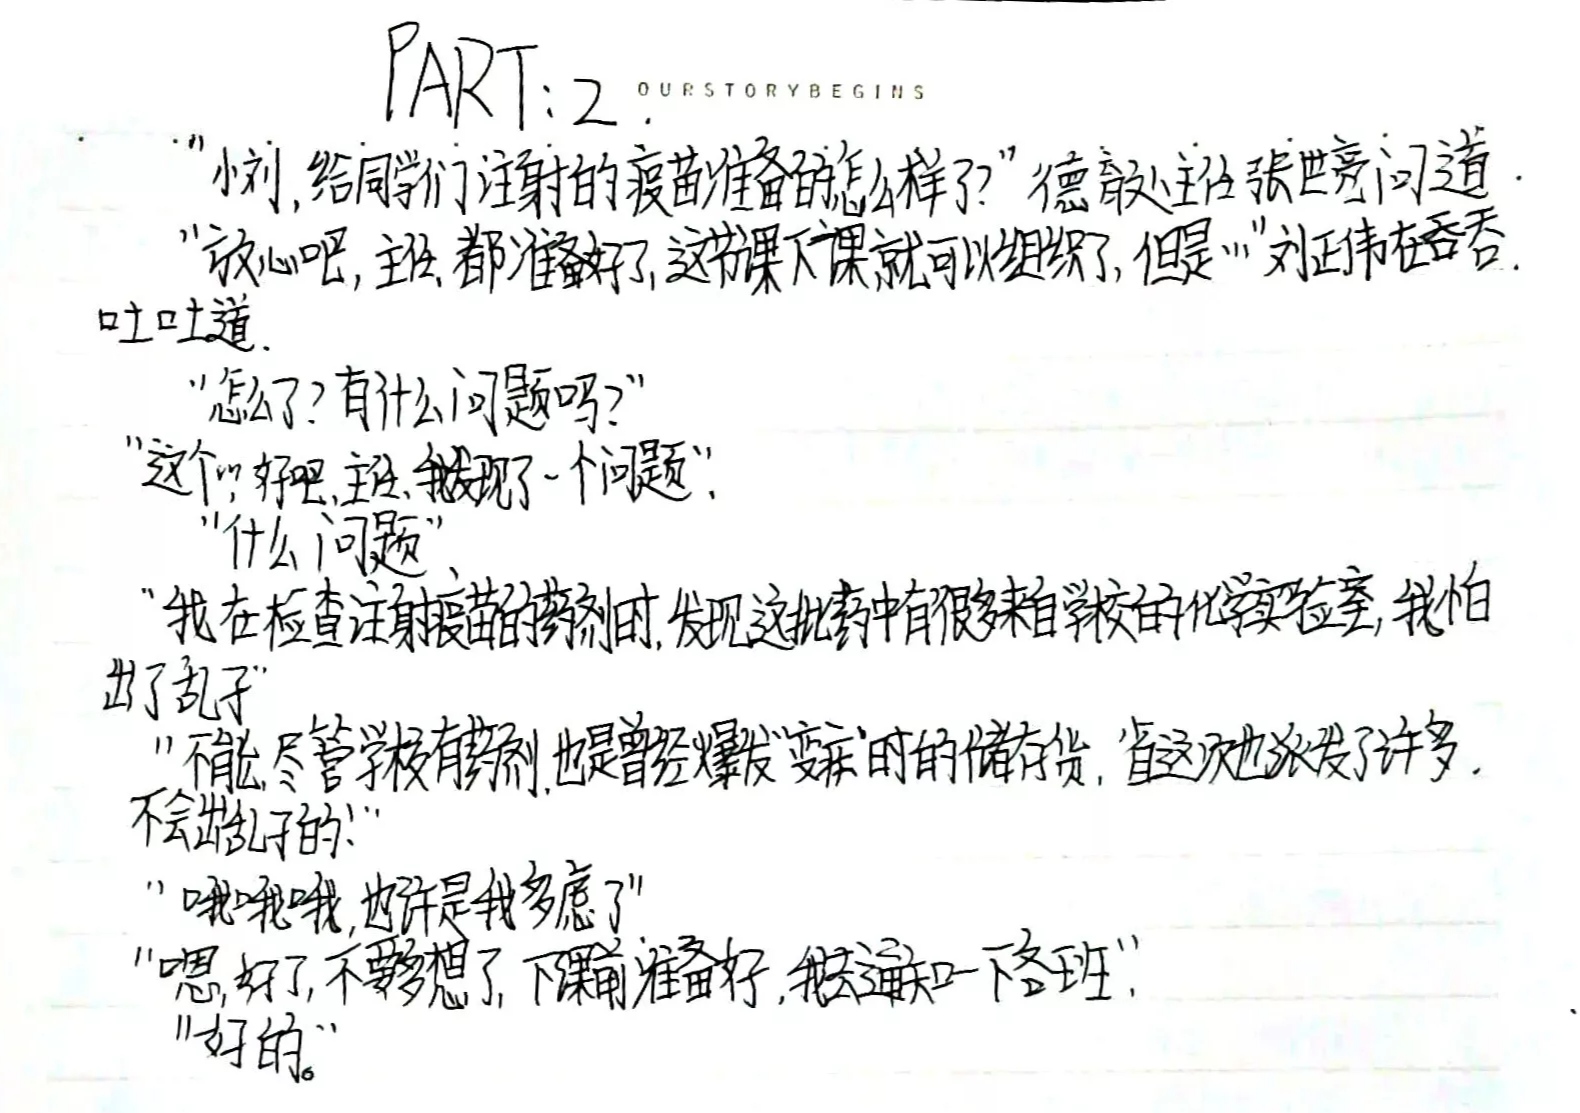 PART:2. OURSTORYBEGINS
"小刘,给同学们注射的疫苗准备的怎么样了?"德育处主任张世亮问道.
"放心吧,主任,都准备好了,这节课下课就可以组织了,但是…"刘正伟在吞吞
吐吐道.
"怎么了?有什么问题吗?"
"这个…好吧,主任,我发现了一个问题".
"什么问题"
"我在检查注射疫苗的药剂时,发现这批药中有很多来自学校的化学实验室,我怕
出了乱子"
"不能,尽管学校有药剂,也是曾经爆发"变疾"时的储存货,省这次也派发了许多.
不会出乱子的!"
"哦哦哦,也许是我多虑了"
"嗯,好了,不要多想了,下课前准备好,我去通知一下各班".
"好的。"